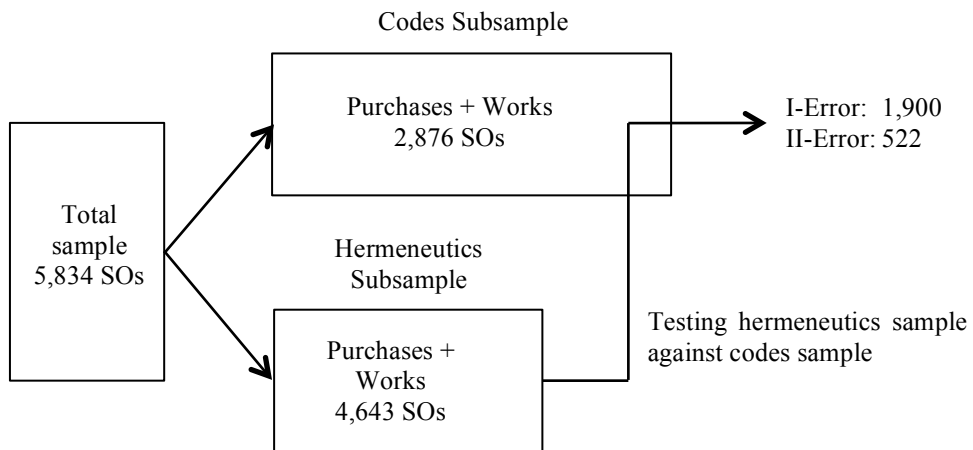 Codes Subsample
Purchases + Works
2,876 SOs
I-Error: 1,900
II-Error: 522
Total
sample
5,834 SOs
Hermeneutics
Subsample
Purchases +
Works
4,643 SOs
Testing hermeneutics sample
against codes sample